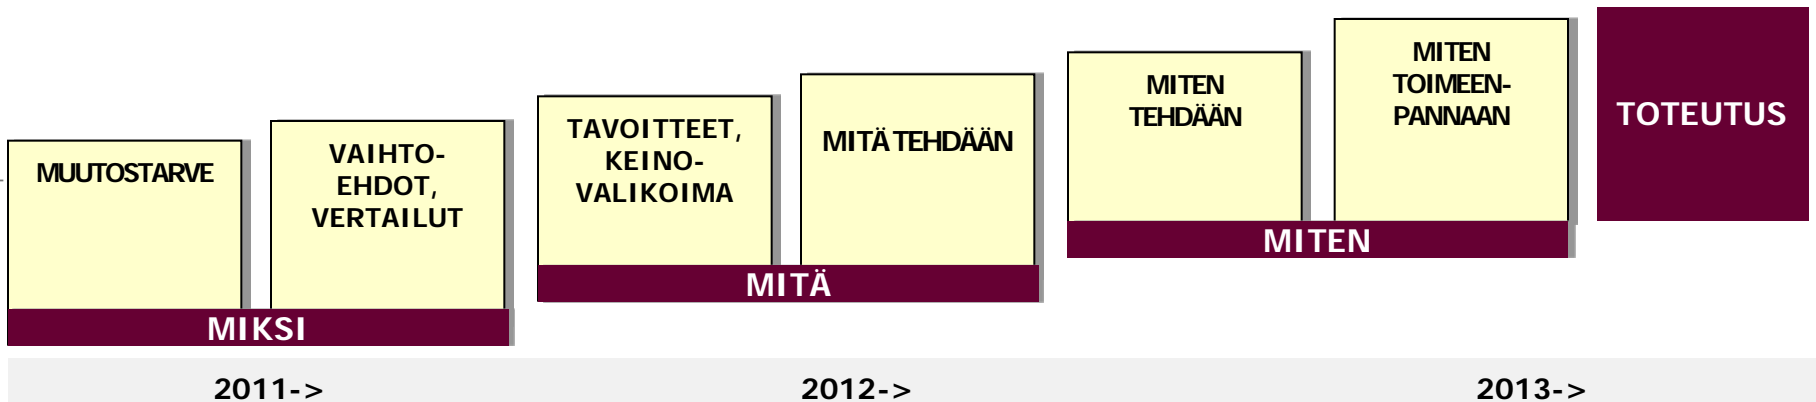 MUUTOSTARVE
VAIHTO-
EHDOT,
VERTAILUT
MIKSI
TAVOITTEET,
KEINO-
VALIKOIMA
MITÄ TEHDÄÄN
MITÄ
MITEN
TEHDÄÄN
MITEN
TOIMEEN-
PANNAAN
MITEN
TOTEUTUS
2011->
2012->
2013->